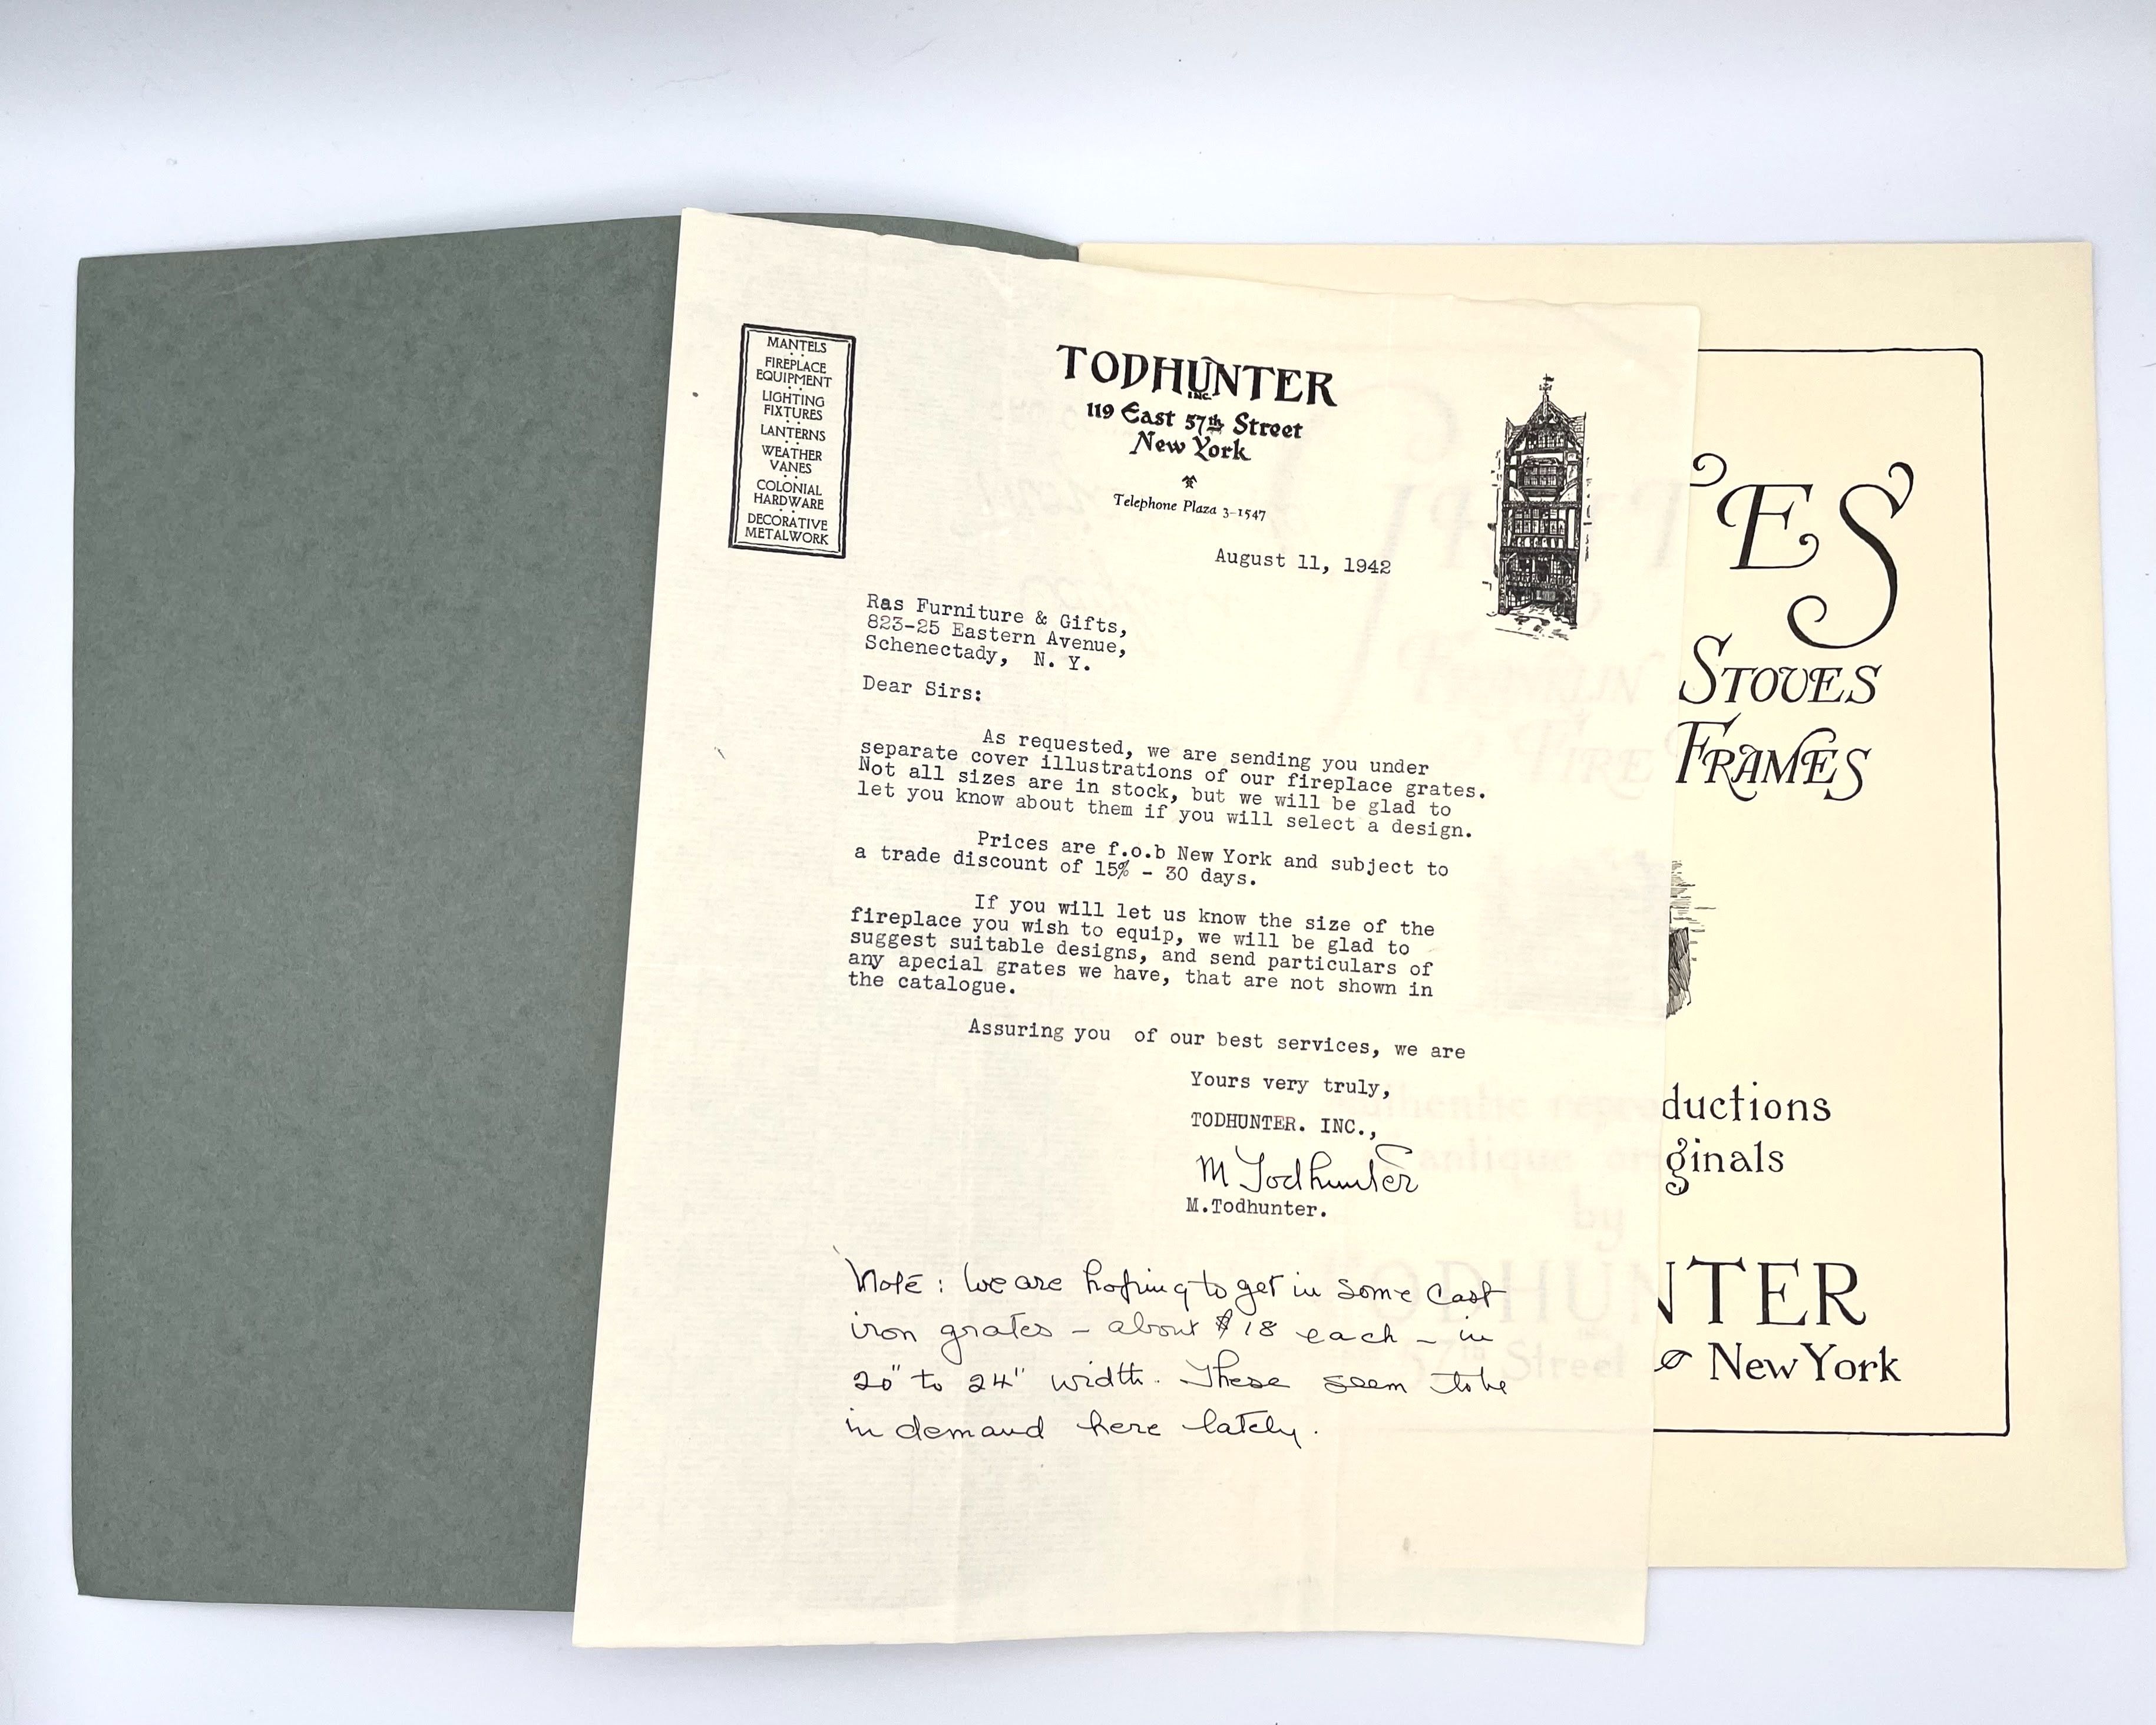 MANTELS
FIREPLACE
EQUIPMENT
LIGHTING
FIXTURES
LANTERNS
WEATHER
VANES
COLONIAL
HARDWARE
DECORATIVE
METALWORK
TODHUNTER
INC.
119 East 57th Street
New York
Telephone Plaza 3-1547
August 11, 1942
Ras Furniture & Gifts,
823-25 Eastern Avenue,
Schenectady, N. Y.
Dear Sirs:
As requested, we are sending you under
separate cover illustrations of our fireplace grates.
Not all sizes are in stock, but we will be glad to
let you know about them if you will select a design.
Prices are f.o.b New York and subject to
a trade discount of 15% - 30 days.
If you will let us know the size of the
fireplace you wish to equip, we will be glad to
suggest suitable designs, and send particulars of
any apecial grates we have, that are not shown in
the catalogue.
Assuring you of our best services, we are
Yours very truly,
TODHUNTER. INC.,
M Todhunter
M.Todhunter.
Note: We are hoping to get in some cast
iron grates - about $18 each - in
20" to 24" width. These seem to be
in demand here lately.
ES
STOVES
FRAMES
ductions
ginals
NTER
New York